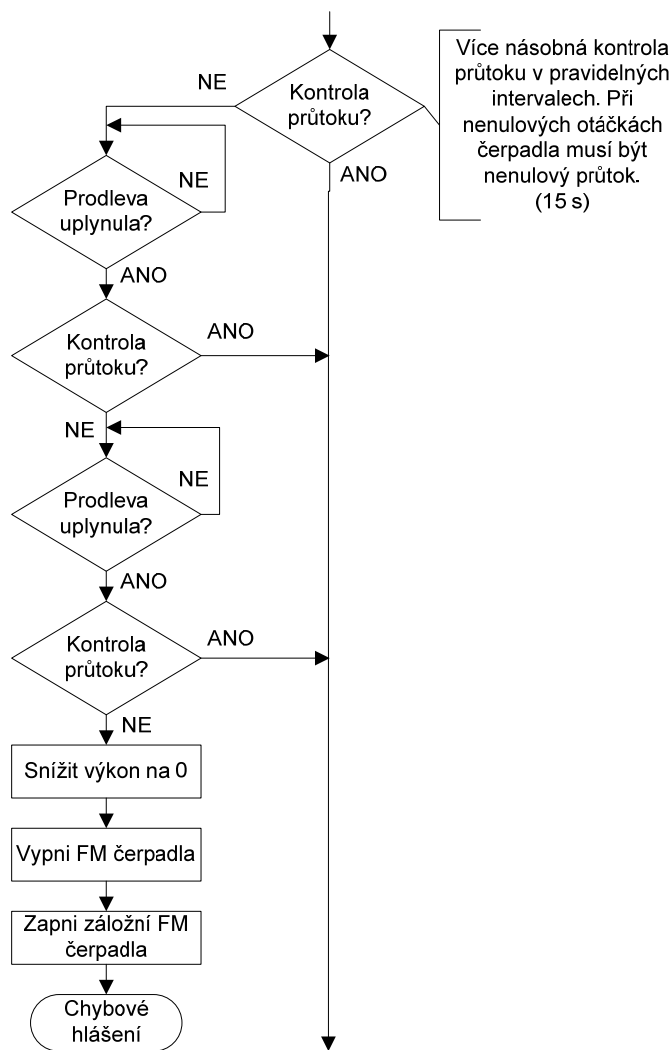 Více násobná kontrola
průtoku v pravidelných
intervalech. Při
nenulových otáčkách
čerpadla musí být
nenulový průtok.
(15 s)
NE
Kontrola
průtoku?
ANO
NE
Prodleva
uplynula?
ANO
Kontrola
průtoku?
ANO
NE
NE
Prodleva
uplynula?
ANO
Kontrola
průtoku?
ANO
NE
Snížit výkon na 0
Vypni FM čerpadla
Zapni záložní FM
čerpadla
Chybové
hlášení